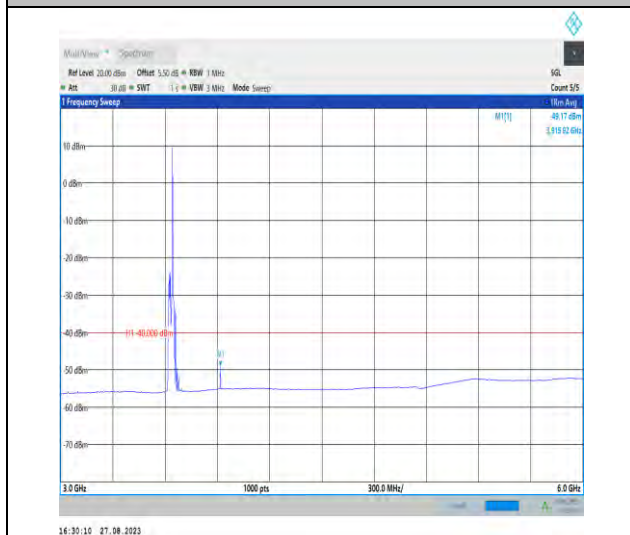 MultiView Spectrum
Ref Level 20.00 dBm Offset 5.50 dB RBW 1 MHz SGL
Att 30 dB SWT 1 s VBW 3 MHz Mode Sweep Count 5/5
1 Frequency Sweep 1Rm Avg
M1[1] -49.17 dBm
10 dBm
0 dBm
-10 dBm
-20 dBm
-30 dBm
-40 dBm H1 -40.000 dBm
M1
-50 dBm
-60 dBm
-70 dBm
3.0 GHz 1000 pts 300.0 MHz/ 6.0 GHz
16:30:10 27.08.2023